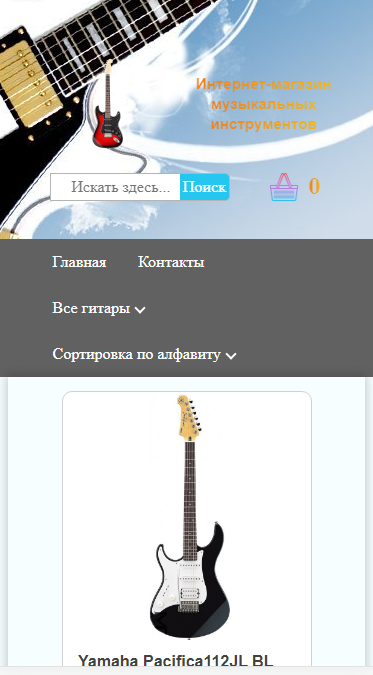 Интернет-магазин
музыкальных
инструментов
Искать здесь...
Поиск
0
Главная
Контакты
Все гитары
Сортировка по алфавиту
Yamaha Pacifica112JL BL